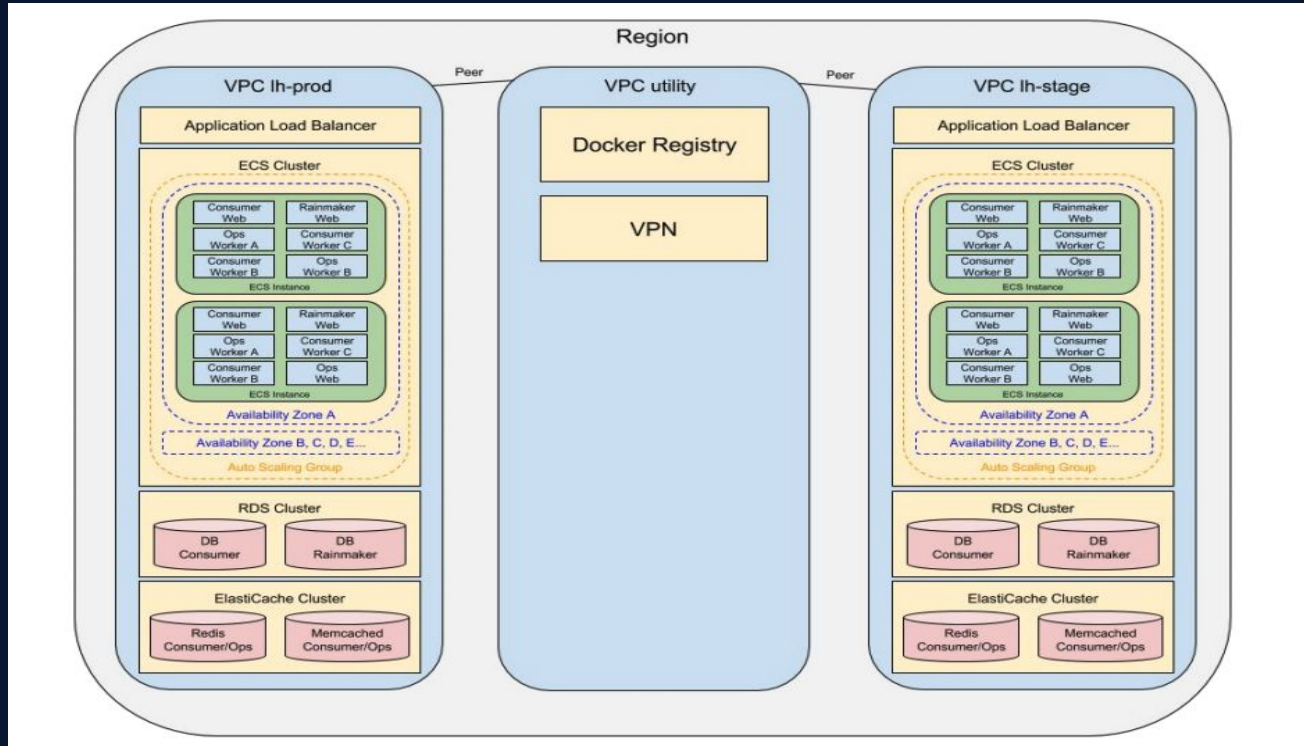 Region
Peer
Peer
VPC lh-prod
Application Load Balancer
ECS Cluster
Consumer
Web
Rainmaker
Web
Ops
Worker A
Consumer
Worker C
Consumer
Worker B
Ops
Worker B
ECS Instance
Consumer
Web
Rainmaker
Web
Ops
Worker A
Consumer
Worker C
Consumer
Worker B
Ops
Web
ECS Instance
Availability Zone A
Availability Zone B, C, D, E...
Auto Scaling Group
RDS Cluster
DB
Consumer
DB
Rainmaker
ElastiCache Cluster
Redis
Consumer/Ops
Memcached
Consumer/Ops
VPC utility
Docker Registry
VPN
VPC lh-stage
Application Load Balancer
ECS Cluster
Consumer
Web
Rainmaker
Web
Ops
Worker A
Consumer
Worker C
Consumer
Worker B
Ops
Worker B
ECS Instance
Consumer
Web
Rainmaker
Web
Ops
Worker A
Consumer
Worker C
Consumer
Worker B
Ops
Web
ECS Instance
Availability Zone A
Availability Zone B, C, D, E...
Auto Scaling Group
RDS Cluster
DB
Consumer
DB
Rainmaker
ElastiCache Cluster
Redis
Consumer/Ops
Memcached
Consumer/Ops